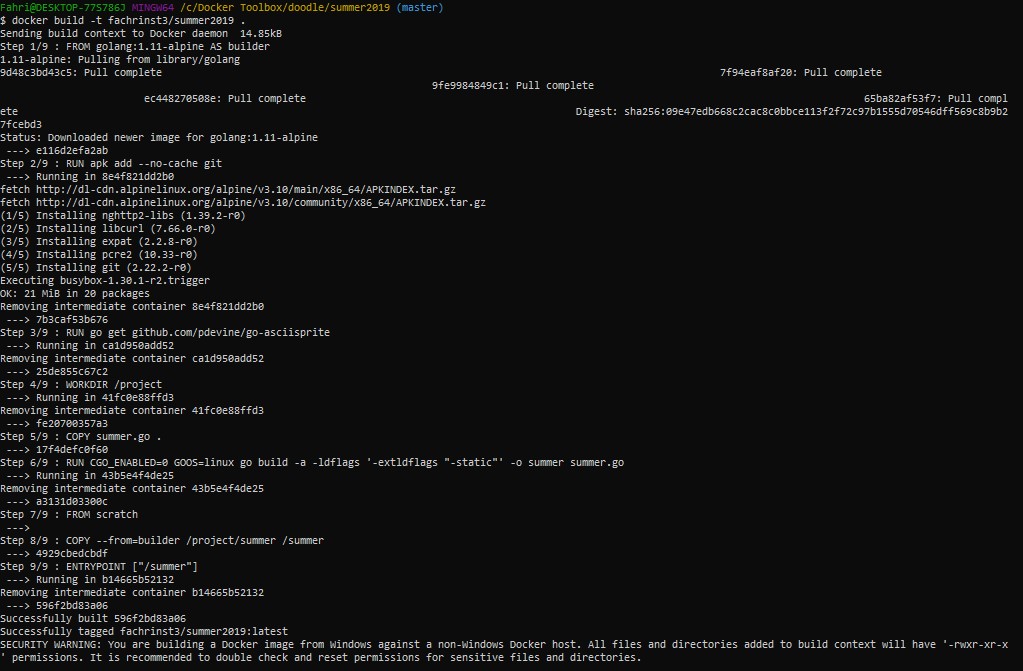 Fahri@DESKTOP-77S786J MINGW64 /c/Docker Toolbox/doodle/summer2019 (master)
$ docker build -t fachrinst3/summer2019 .
Sending build context to Docker daemon  14.85kB
Step 1/9 : FROM golang:1.11-alpine AS builder
1.11-alpine: Pulling from library/golang
9d48c3bd43c5: Pull complete 7f94eaf8af20: Pull complete
9fe9984849c1: Pull complete
ec448270508e: Pull complete 65ba82af53f7: Pull compl
ete Digest: sha256:09e47edb668c2cac8c0bbce113f2f72c97b1555d70546dff569c8b9b2
7fcebd3
Status: Downloaded newer image for golang:1.11-alpine
 ---> e116d2efa2ab
Step 2/9 : RUN apk add --no-cache git
 ---> Running in 8e4f821dd2b0
fetch http://dl-cdn.alpinelinux.org/alpine/v3.10/main/x86_64/APKINDEX.tar.gz
fetch http://dl-cdn.alpinelinux.org/alpine/v3.10/community/x86_64/APKINDEX.tar.gz
(1/5) Installing nghttp2-libs (1.39.2-r0)
(2/5) Installing libcurl (7.66.0-r0)
(3/5) Installing expat (2.2.8-r0)
(4/5) Installing pcre2 (10.33-r0)
(5/5) Installing git (2.22.2-r0)
Executing busybox-1.30.1-r2.trigger
OK: 21 MiB in 20 packages
Removing intermediate container 8e4f821dd2b0
 ---> 7b3caf53b676
Step 3/9 : RUN go get github.com/pdevine/go-asciisprite
 ---> Running in ca1d950add52
Removing intermediate container ca1d950add52
 ---> 25de855c67c2
Step 4/9 : WORKDIR /project
 ---> Running in 41fc0e88ffd3
Removing intermediate container 41fc0e88ffd3
 ---> fe20700357a3
Step 5/9 : COPY summer.go .
 ---> 17f4defc0f60
Step 6/9 : RUN CGO_ENABLED=0 GOOS=linux go build -a -ldflags '-extldflags "-static"' -o summer summer.go
 ---> Running in 43b5e4f4de25
Removing intermediate container 43b5e4f4de25
 ---> a3131d03300c
Step 7/9 : FROM scratch
 --->
Step 8/9 : COPY --from=builder /project/summer /summer
 ---> 4929cbedcbdf
Step 9/9 : ENTRYPOINT ["/summer"]
 ---> Running in b14665b52132
Removing intermediate container b14665b52132
 ---> 596f2bd83a06
Successfully built 596f2bd83a06
Successfully tagged fachrinst3/summer2019:latest
SECURITY WARNING: You are building a Docker image from Windows against a non-Windows Docker host. All files and directories added to build context will have '-rwxr-xr-x
' permissions. It is recommended to double check and reset permissions for sensitive files and directories.